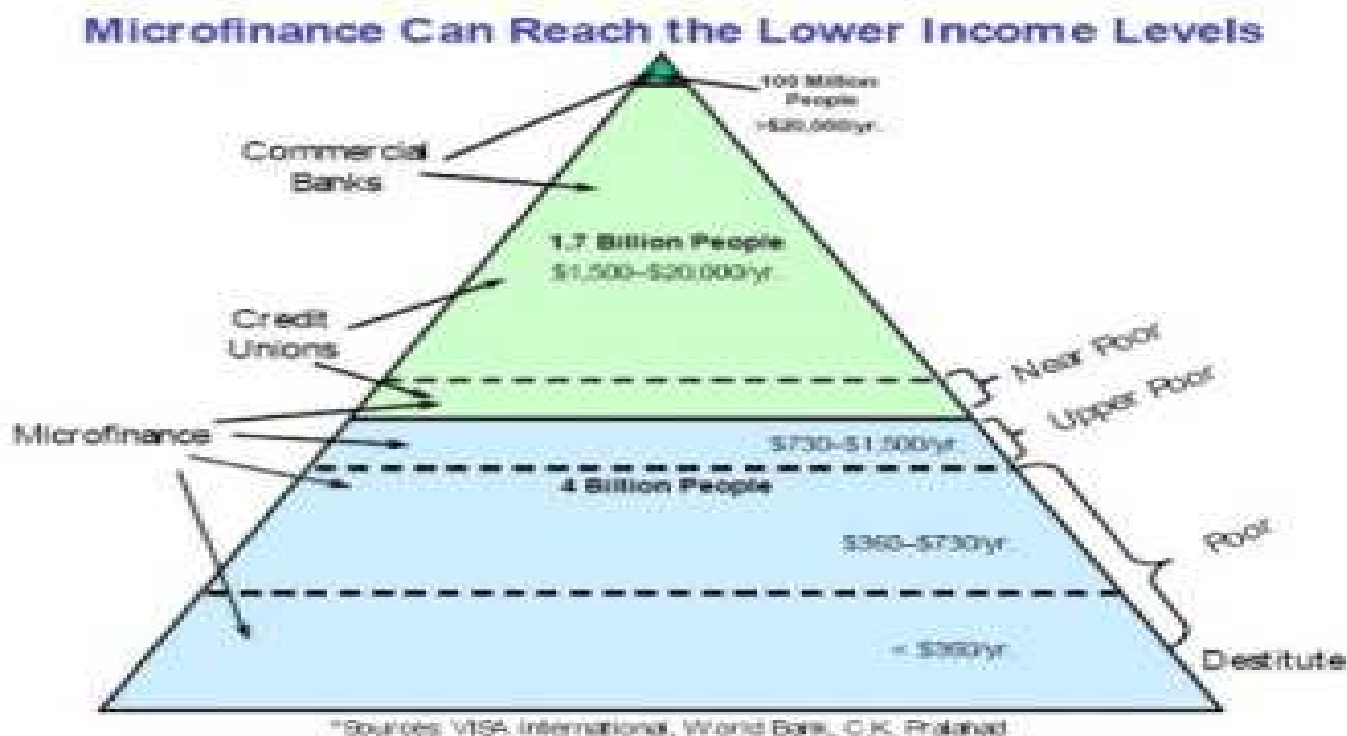 Microfinance Can Reach the Lower Income Levels
100 Million
People
>$20,000/yr.
Commercial
Banks
1.7 Billion People
$1,500–$20,000/yr.
Credit
Unions
Near Poor
Upper Poor
Microfinance
$730–$1,500/yr.
4 Billion People
$360–$730/yr.
Poor
< $360/yr.
Destitute
*Sources: VISA International, World Bank, C.K. Pralahad